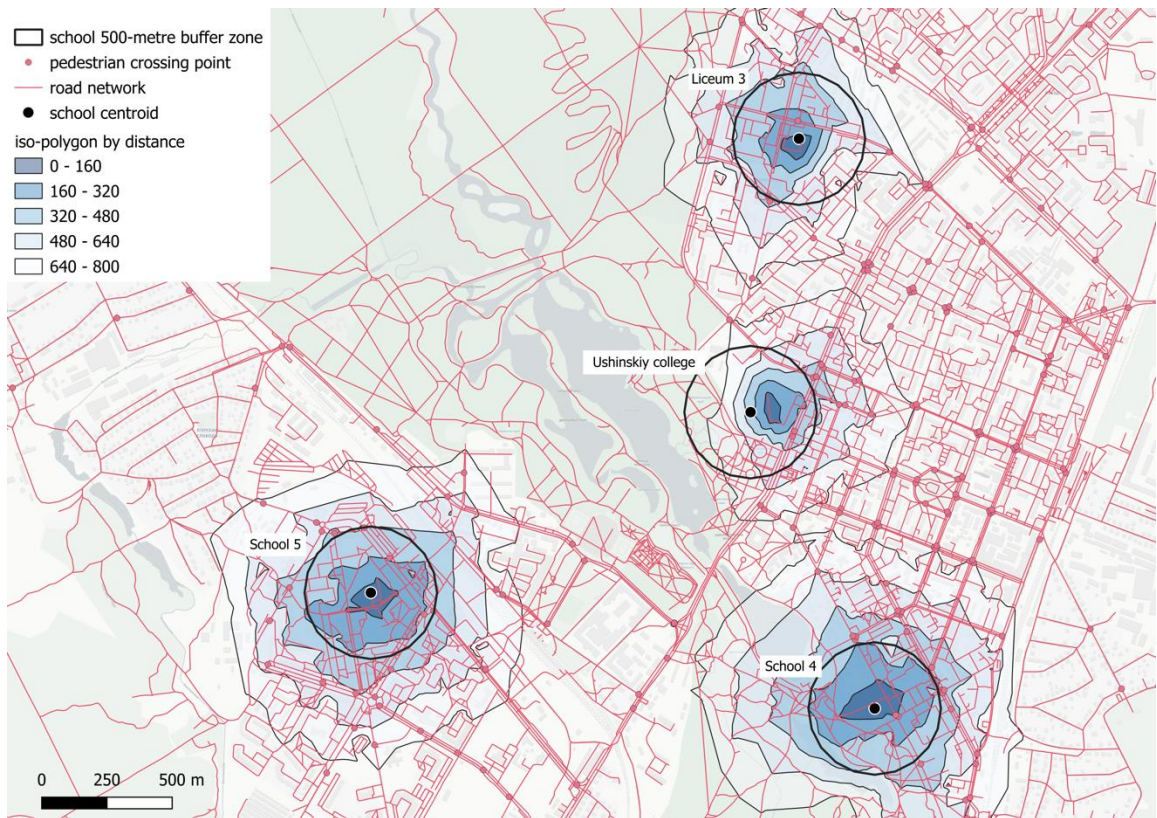 school 500-metre buffer zone
pedestrian crossing point
road network
school centroid
iso-polygon by distance
0 - 160
160 - 320
320 - 480
480 - 640
640 - 800
Liceum 3
Ushinskiy college
School 5
School 4
0 250 500 m